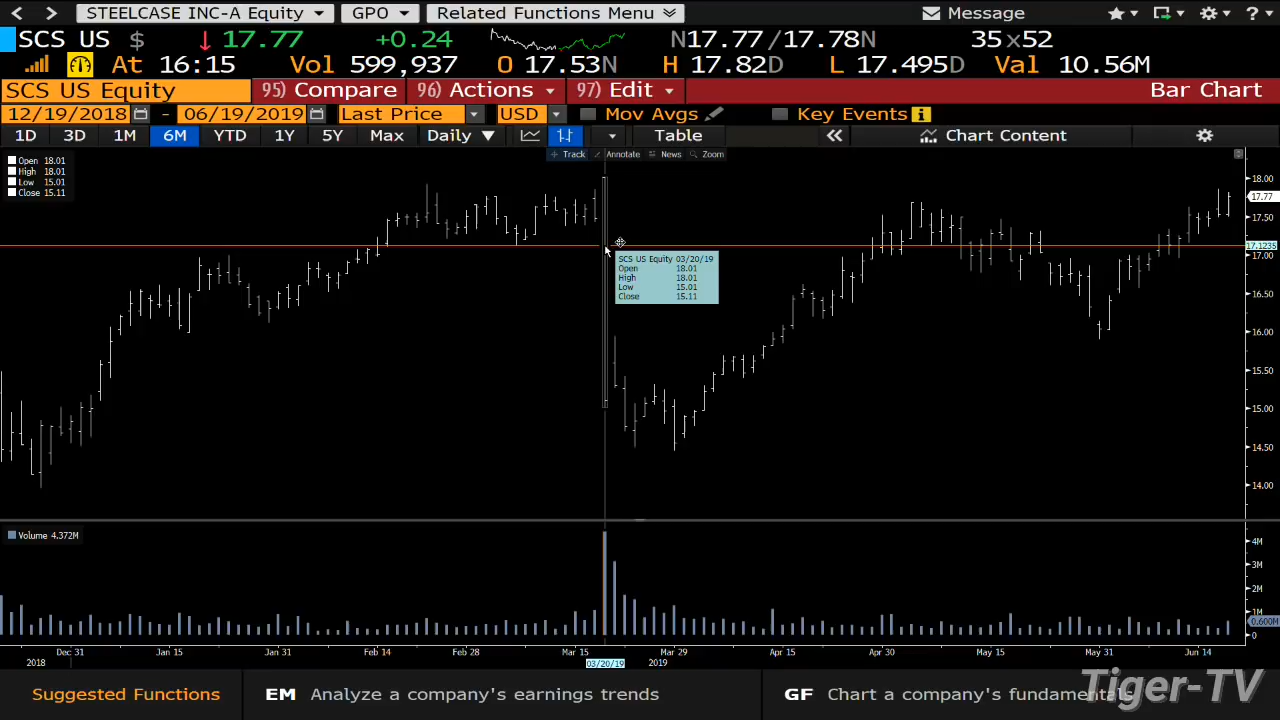 STEELCASE INC-A Equity GPO Related Functions Menu Message ?
SCS US $ 17.77 +0.24 N17.77/17.78N 35x52
At 16:15 Vol 599,937 O 17.53N H 17.82D L 17.495D Val 10.56M
SCS US Equity 95) Compare 96) Actions 97) Edit Bar Chart
12/19/2018 - 06/19/2019 Last Price USD Mov Avgs Key Events i
1D 3D 1M 6M YTD 1Y 5Y Max Daily Table Chart Content
Track Annotate News Zoom
Open 18.01
High 18.01
Low 15.01
Close 15.11
18.00
17.77
17.50
17.1235
17.00
16.50
16.00
15.50
15.00
14.50
14.00
SCS US Equity 03/20/19
Open 18.01
High 18.01
Low 15.01
Close 15.11
Volume 4.372M
4M
3M
2M
1M
0.600M
0
Dec 31 Jan 15 Jan 31 Feb 14 Feb 28 Mar 15 Mar 29 Apr 15 Apr 30 May 15 May 31 Jun 14
2018 03/20/19 2019
Suggested Functions EM Analyze a company's earnings trends GF Chart a company's fundamentals
Tiger-TV